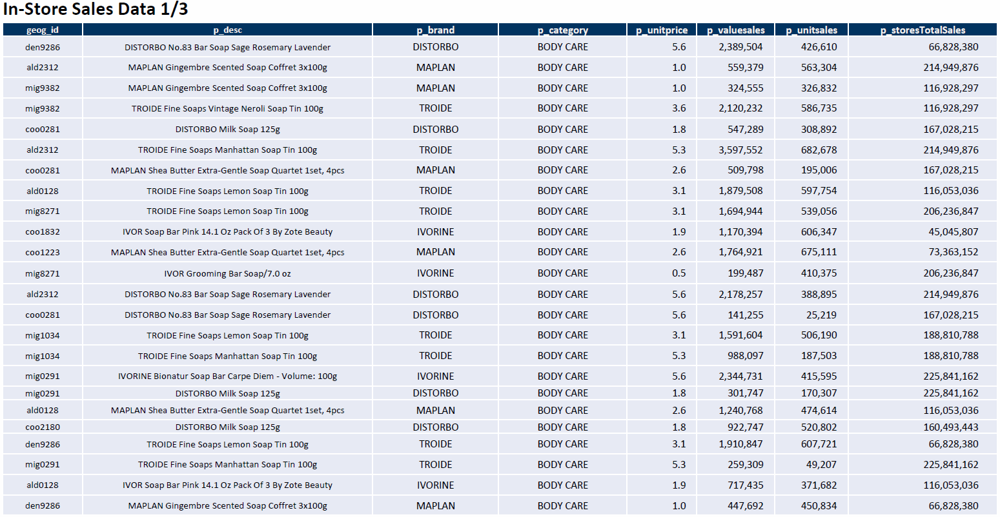 In-Store Sales Data 1/3
geog_id p_desc p_brand p_category p_unitprice p_valuesales p_unitsales p_storesTotalSales
den9286 DISTORBO No.83 Bar Soap Sage Rosemary Lavender DISTORBO BODY CARE 5.6 2,389,504 426,610 66,828,380
ald2312 MAPLAN Gingembre Scented Soap Coffret 3x100g MAPLAN BODY CARE 1.0 559,379 563,304 214,949,876
mig9382 MAPLAN Gingembre Scented Soap Coffret 3x100g MAPLAN BODY CARE 1.0 324,555 326,832 116,928,297
mig9382 TROIDE Fine Soaps Vintage Neroli Soap Tin 100g TROIDE BODY CARE 3.6 2,120,232 586,735 116,928,297
coo0281 DISTORBO Milk Soap 125g DISTORBO BODY CARE 1.8 547,289 308,892 167,028,215
ald2312 TROIDE Fine Soaps Manhattan Soap Tin 100g TROIDE BODY CARE 5.3 3,597,552 682,678 214,949,876
coo0281 MAPLAN Shea Butter Extra-Gentle Soap Quartet 1set, 4pcs MAPLAN BODY CARE 2.6 509,798 195,006 167,028,215
ald0128 TROIDE Fine Soaps Lemon Soap Tin 100g TROIDE BODY CARE 3.1 1,879,508 597,754 116,053,036
mig8271 TROIDE Fine Soaps Lemon Soap Tin 100g TROIDE BODY CARE 3.1 1,694,944 539,056 206,236,847
coo1832 IVOR Soap Bar Pink 14.1 Oz Pack Of 3 By Zote Beauty IVORINE BODY CARE 1.9 1,170,394 606,347 45,045,807
coo1223 MAPLAN Shea Butter Extra-Gentle Soap Quartet 1set, 4pcs MAPLAN BODY CARE 2.6 1,764,921 675,111 73,363,152
mig8271 IVOR Grooming Bar Soap/7.0 oz IVORINE BODY CARE 0.5 199,487 410,375 206,236,847
ald2312 DISTORBO No.83 Bar Soap Sage Rosemary Lavender DISTORBO BODY CARE 5.6 2,178,257 388,895 214,949,876
coo0281 DISTORBO No.83 Bar Soap Sage Rosemary Lavender DISTORBO BODY CARE 5.6 141,255 25,219 167,028,215
mig1034 TROIDE Fine Soaps Lemon Soap Tin 100g TROIDE BODY CARE 3.1 1,591,604 506,190 188,810,788
mig1034 TROIDE Fine Soaps Manhattan Soap Tin 100g TROIDE BODY CARE 5.3 988,097 187,503 188,810,788
mig0291 IVORINE Bionatur Soap Bar Carpe Diem - Volume: 100g IVORINE BODY CARE 5.6 2,344,731 415,595 225,841,162
mig0291 DISTORBO Milk Soap 125g DISTORBO BODY CARE 1.8 301,747 170,307 225,841,162
ald0128 MAPLAN Shea Butter Extra-Gentle Soap Quartet 1set, 4pcs MAPLAN BODY CARE 2.6 1,240,768 474,614 116,053,036
coo2180 DISTORBO Milk Soap 125g DISTORBO BODY CARE 1.8 922,747 520,802 160,493,443
den9286 TROIDE Fine Soaps Lemon Soap Tin 100g TROIDE BODY CARE 3.1 1,910,847 607,721 66,828,380
mig0291 TROIDE Fine Soaps Manhattan Soap Tin 100g TROIDE BODY CARE 5.3 259,309 49,207 225,841,162
ald0128 IVOR Soap Bar Pink 14.1 Oz Pack Of 3 By Zote Beauty IVORINE BODY CARE 1.9 717,435 371,682 116,053,036
den9286 MAPLAN Gingembre Scented Soap Coffret 3x100g MAPLAN BODY CARE 1.0 447,692 450,834 66,828,380